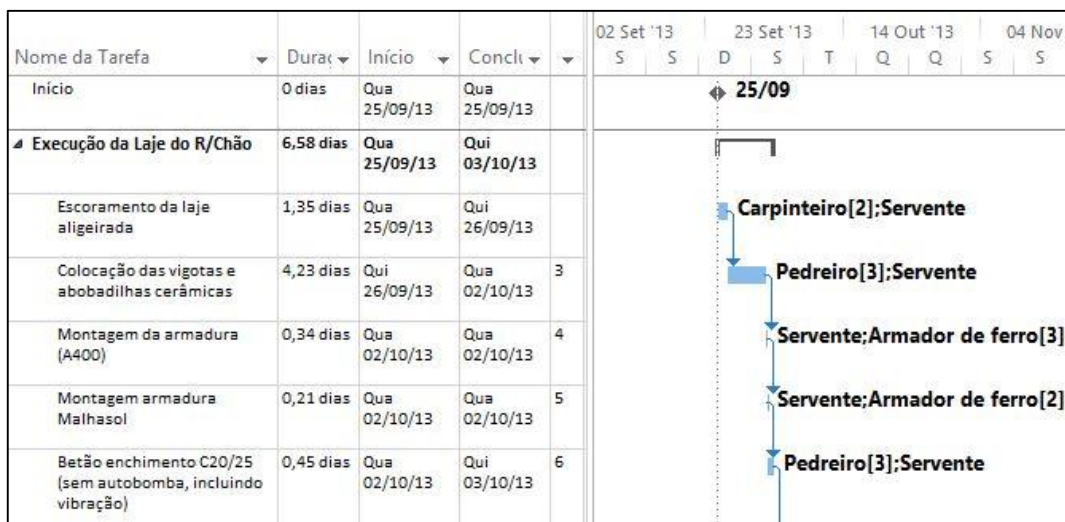 02 Set '13 23 Set '13 14 Out '13 04 Nov
Nome da Tarefa Duraç Início Conclu S S D S T Q Q S S
Início 0 dias Qua 25/09/13 Qua 25/09/13 25/09
Execução da Laje do R/Chão 6,58 dias Qua 25/09/13 Qui 03/10/13
Escoramento da laje aligeirada 1,35 dias Qua 25/09/13 Qui 26/09/13 Carpinteiro[2];Servente
Colocação das vigotas e abobadilhas cerâmicas 4,23 dias Qui 26/09/13 Qua 02/10/13 3 Pedreiro[3];Servente
Montagem da armadura (A400) 0,34 dias Qua 02/10/13 Qua 02/10/13 4 Servente;Armador de ferro[3]
Montagem armadura Malhasol 0,21 dias Qua 02/10/13 Qua 02/10/13 5 Servente;Armador de ferro[2]
Betão enchimento C20/25 (sem autobomba, incluindo vibração) 0,45 dias Qua 02/10/13 Qui 03/10/13 6 Pedreiro[3];Servente